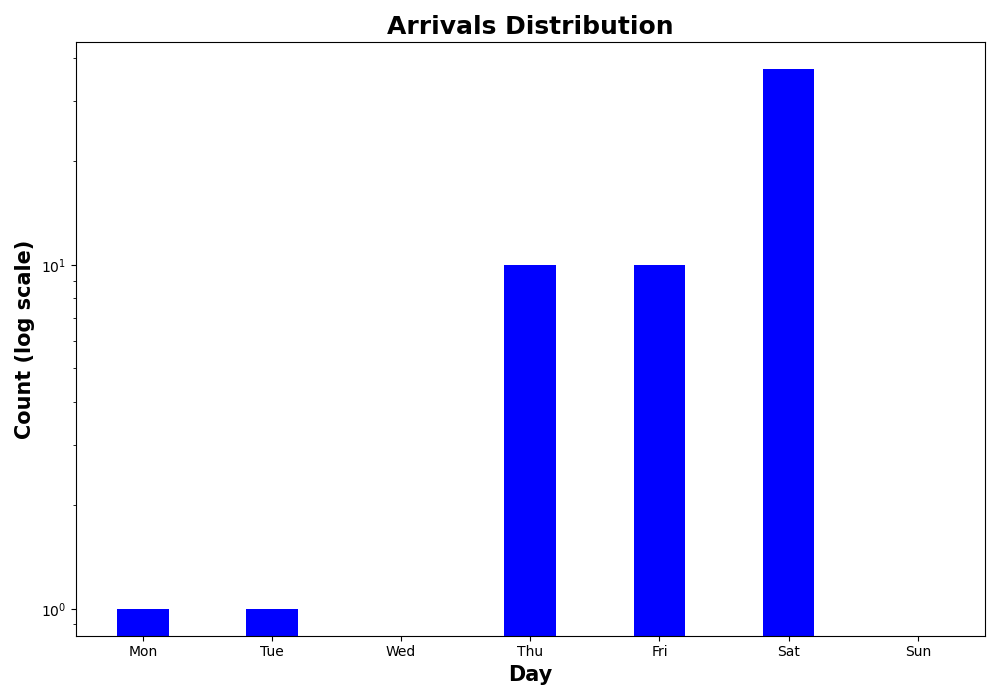 Arrivals Distribution
Count (log scale)
10¹
10⁰
Mon Tue Wed Thu Fri Sat Sun
Day